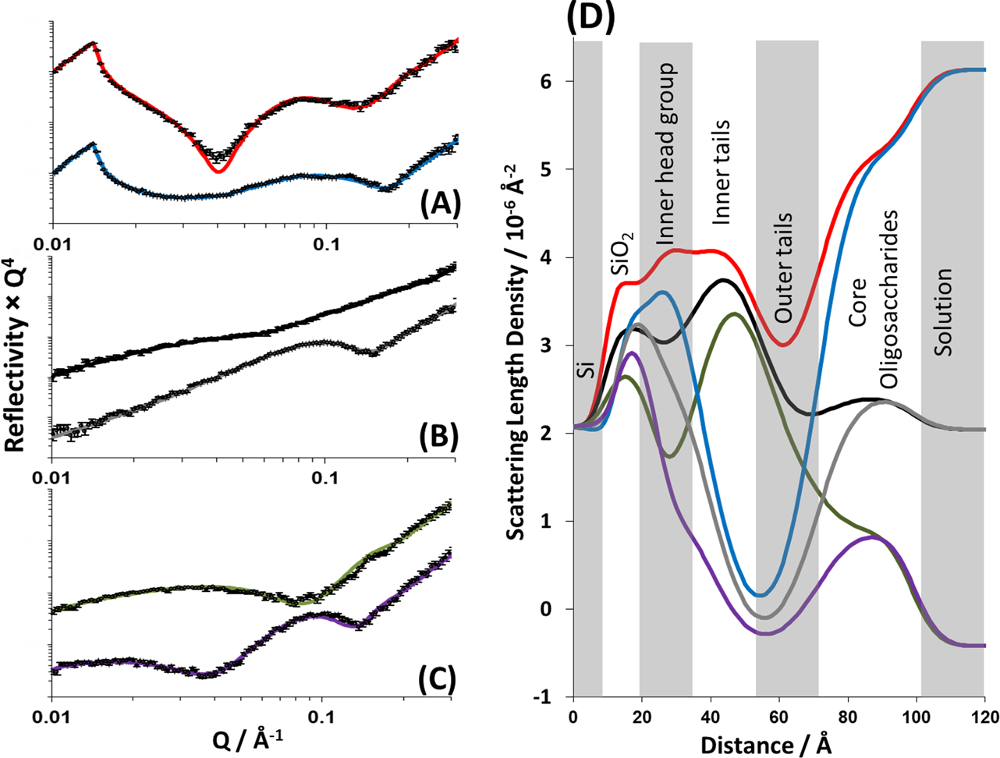 (A)
0.01 0.1
(B)
0.01 0.1
(C)
0.01 0.1
Reflectivity × Q4
Q / Å-1
(D)
Scattering Length Density / 10-6 Å-2
6
5
4
3
2
1
0
-1
0 20 40 60 80 100 120
Distance / Å
Si
SiO2
Inner head group
Inner tails
Outer tails
Core
Oligosaccharides
Solution